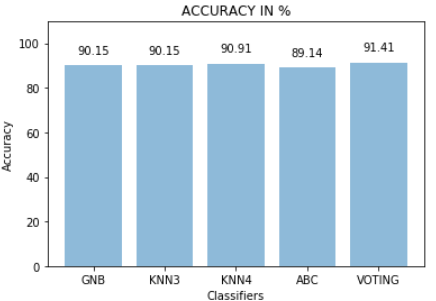 ACCURACY IN %
90.15 90.15 90.91 89.14 91.41
100
80
60
40
20
0
Accuracy
GNB KNN3 KNN4 ABC VOTING
Classifiers